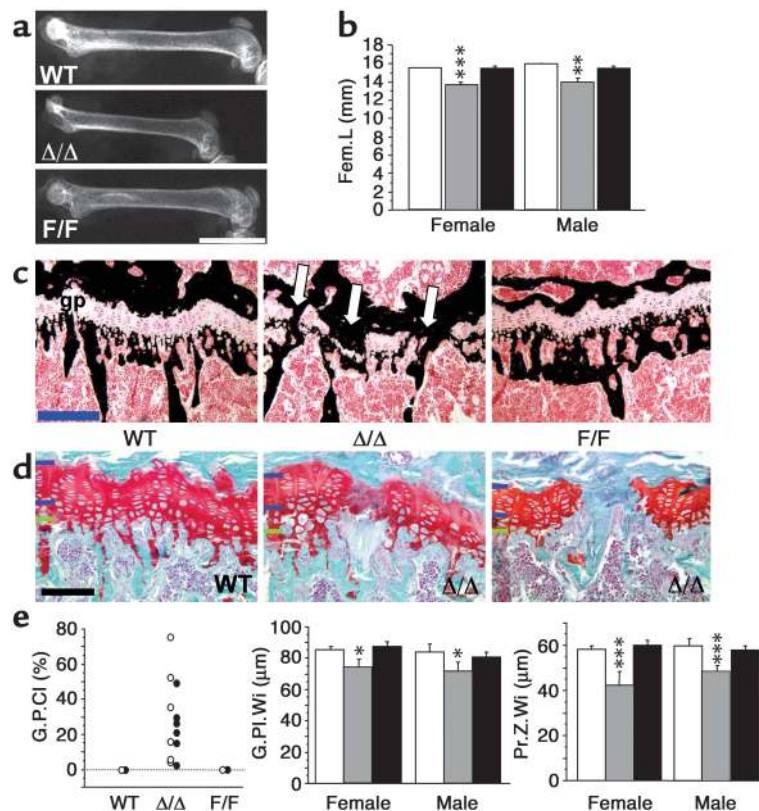 a
WT
Δ/Δ
F/F
b
Fem.L (mm)
18
16
14
12
10
8
6
4
2
0
***
**
Female Male
c
gp
WT Δ/Δ F/F
d
WT
Δ/Δ
Δ/Δ
e
G.P.Cl (%)
80
60
40
20
0
WT Δ/Δ F/F
G.Pl.Wi (μm)
100
80
60
40
20
0
*
*
Female Male
Pr.Z.Wi (μm)
60
40
20
0
***
***
Female Male